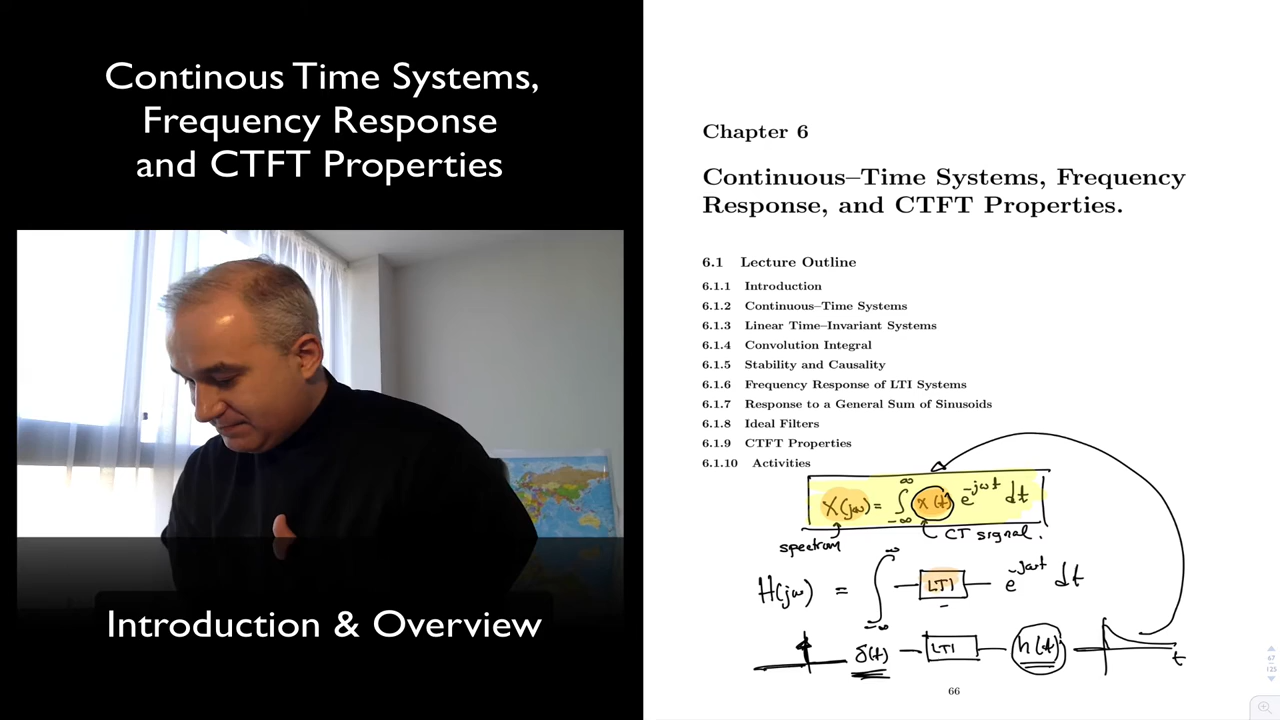 Continous Time Systems,
Frequency Response
and CTFT Properties
Introduction & Overview
Chapter 6
Continuous–Time Systems, Frequency
Response, and CTFT Properties.
6.1 Lecture Outline
6.1.1 Introduction
6.1.2 Continuous–Time Systems
6.1.3 Linear Time–Invariant Systems
6.1.4 Convolution Integral
6.1.5 Stability and Causality
6.1.6 Frequency Response of LTI Systems
6.1.7 Response to a General Sum of Sinusoids
6.1.8 Ideal Filters
6.1.9 CTFT Properties
6.1.10 Activities
X(jω) = ∫_{-∞}^{∞} x(t) e^{-jωt} dt
spectrum CT signal.
H(jω) = ∫_{-∞}^{∞} LTI e^{-jωt} dt
δ(t) LTI h(t) t
66
67
125